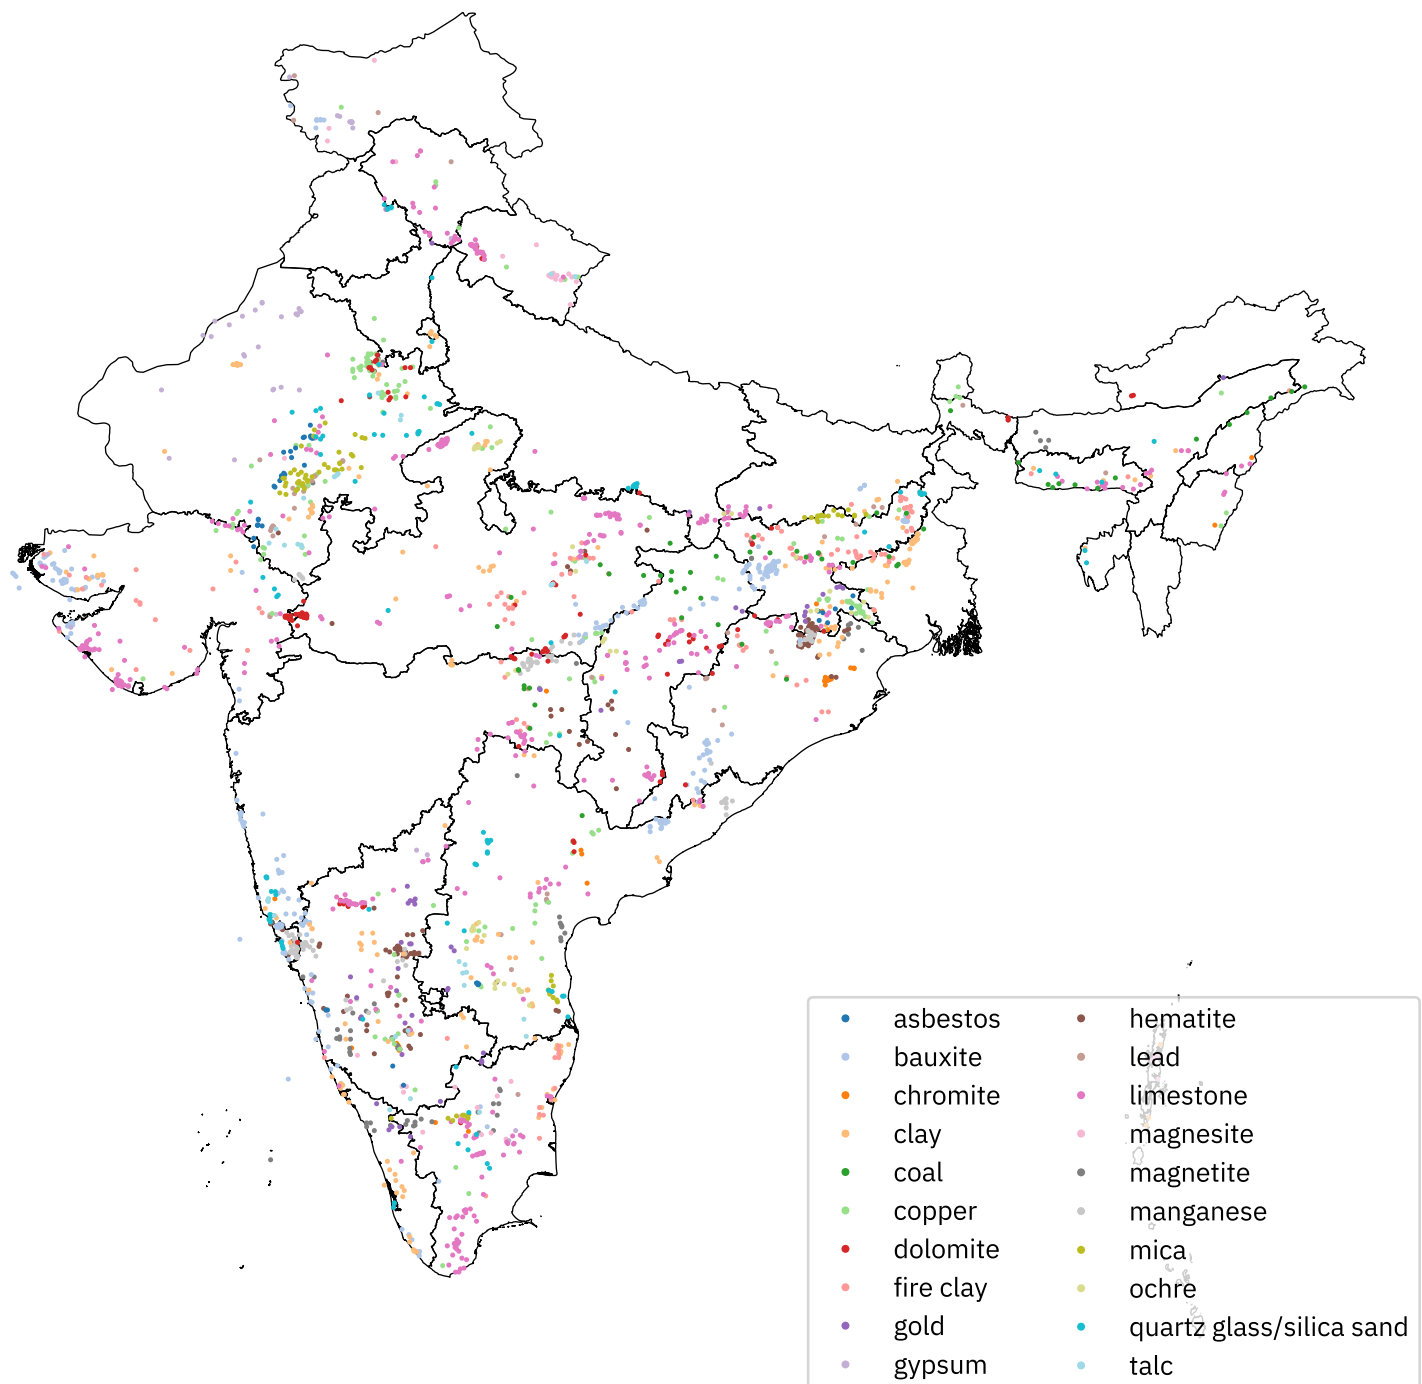 asbestos
bauxite
chromite
clay
coal
copper
dolomite
fire clay
gold
gypsum
hematite
lead
limestone
magnesite
magnetite
manganese
mica
ochre
quartz glass/silica sand
talc